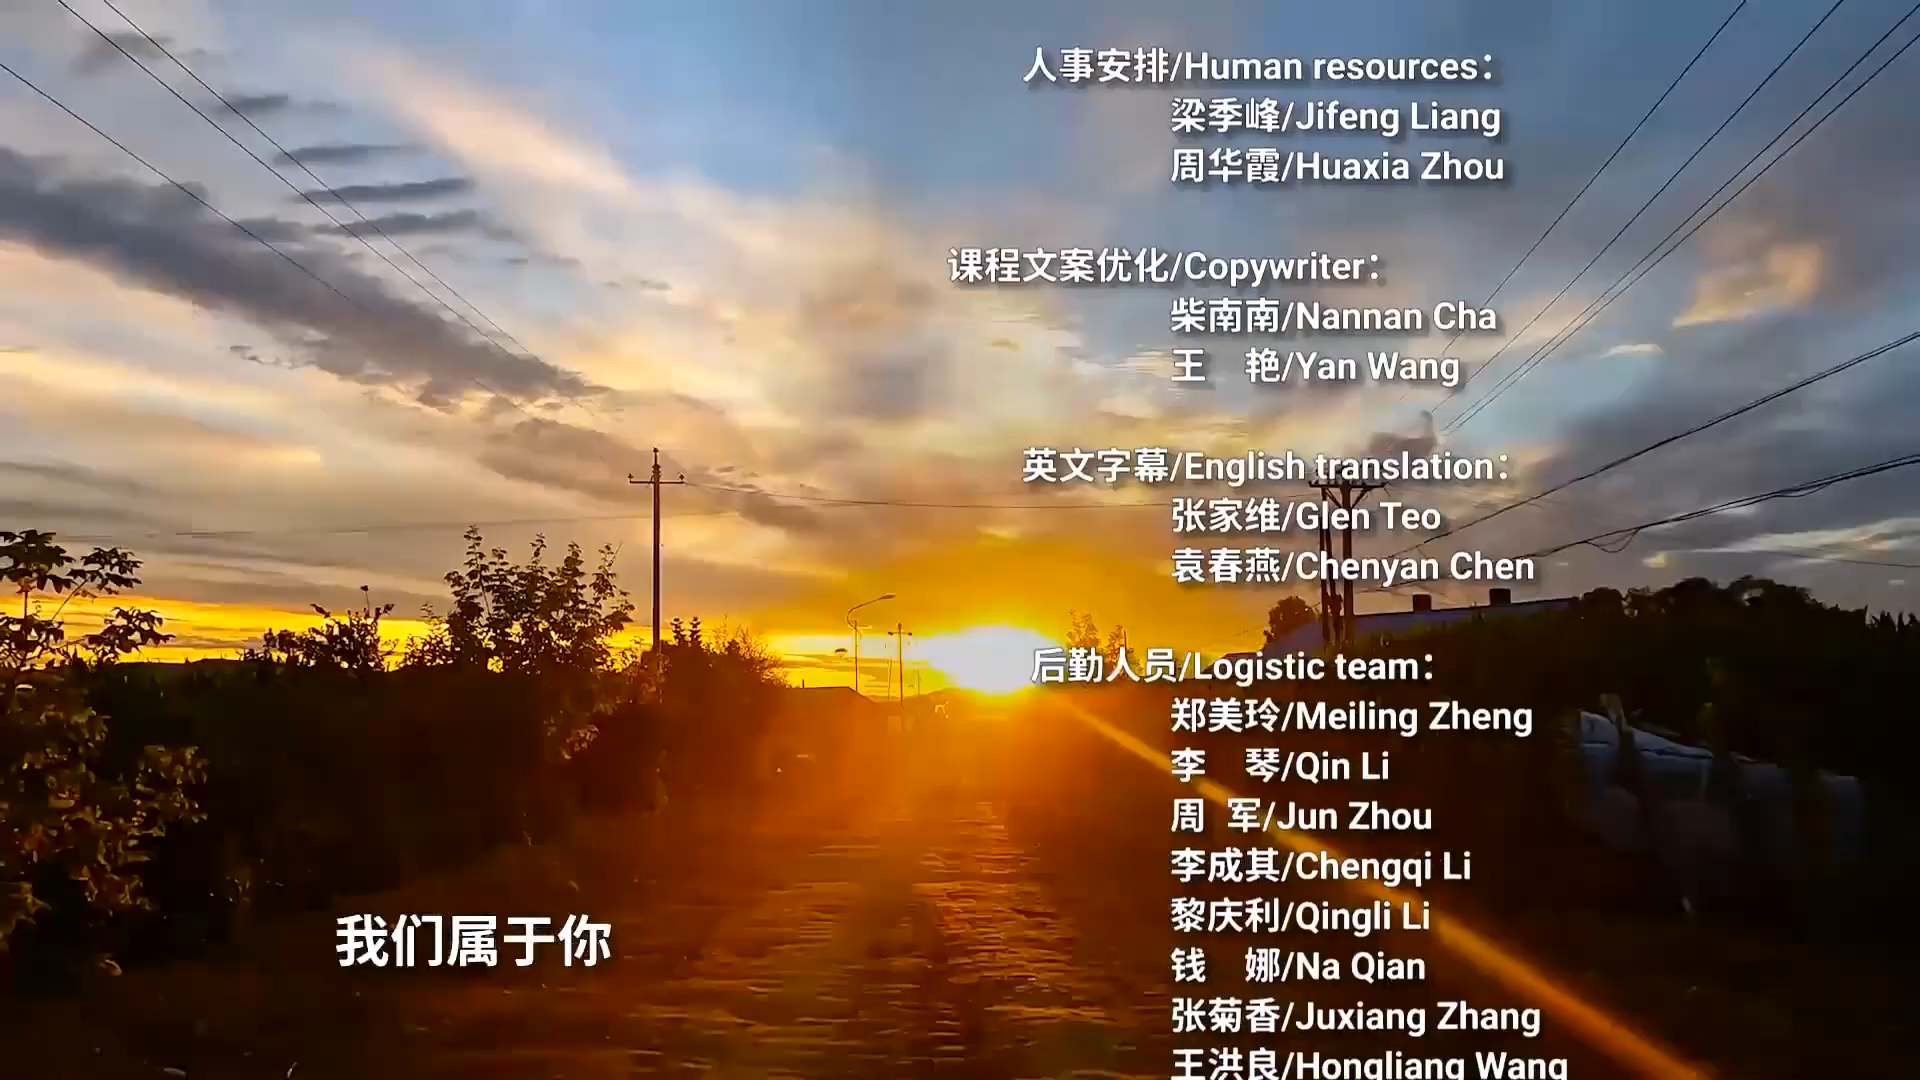 人事安排/Human resources：
梁季峰/Jifeng Liang
周华霞/Huaxia Zhou
课程文案优化/Copywriter：
柴南南/Nannan Cha
王 艳/Yan Wang
英文字幕/English translation：
张家维/Glen Teo
袁春燕/Chenyan Chen
后勤人员/Logistic team：
郑美玲/Meiling Zheng
李 琴/Qin Li
周 军/Jun Zhou
李成其/Chengqi Li
黎庆利/Qingli Li
我们属于你
钱 娜/Na Qian
张菊香/Juxiang Zhang
王洪良/Hongliang Wang